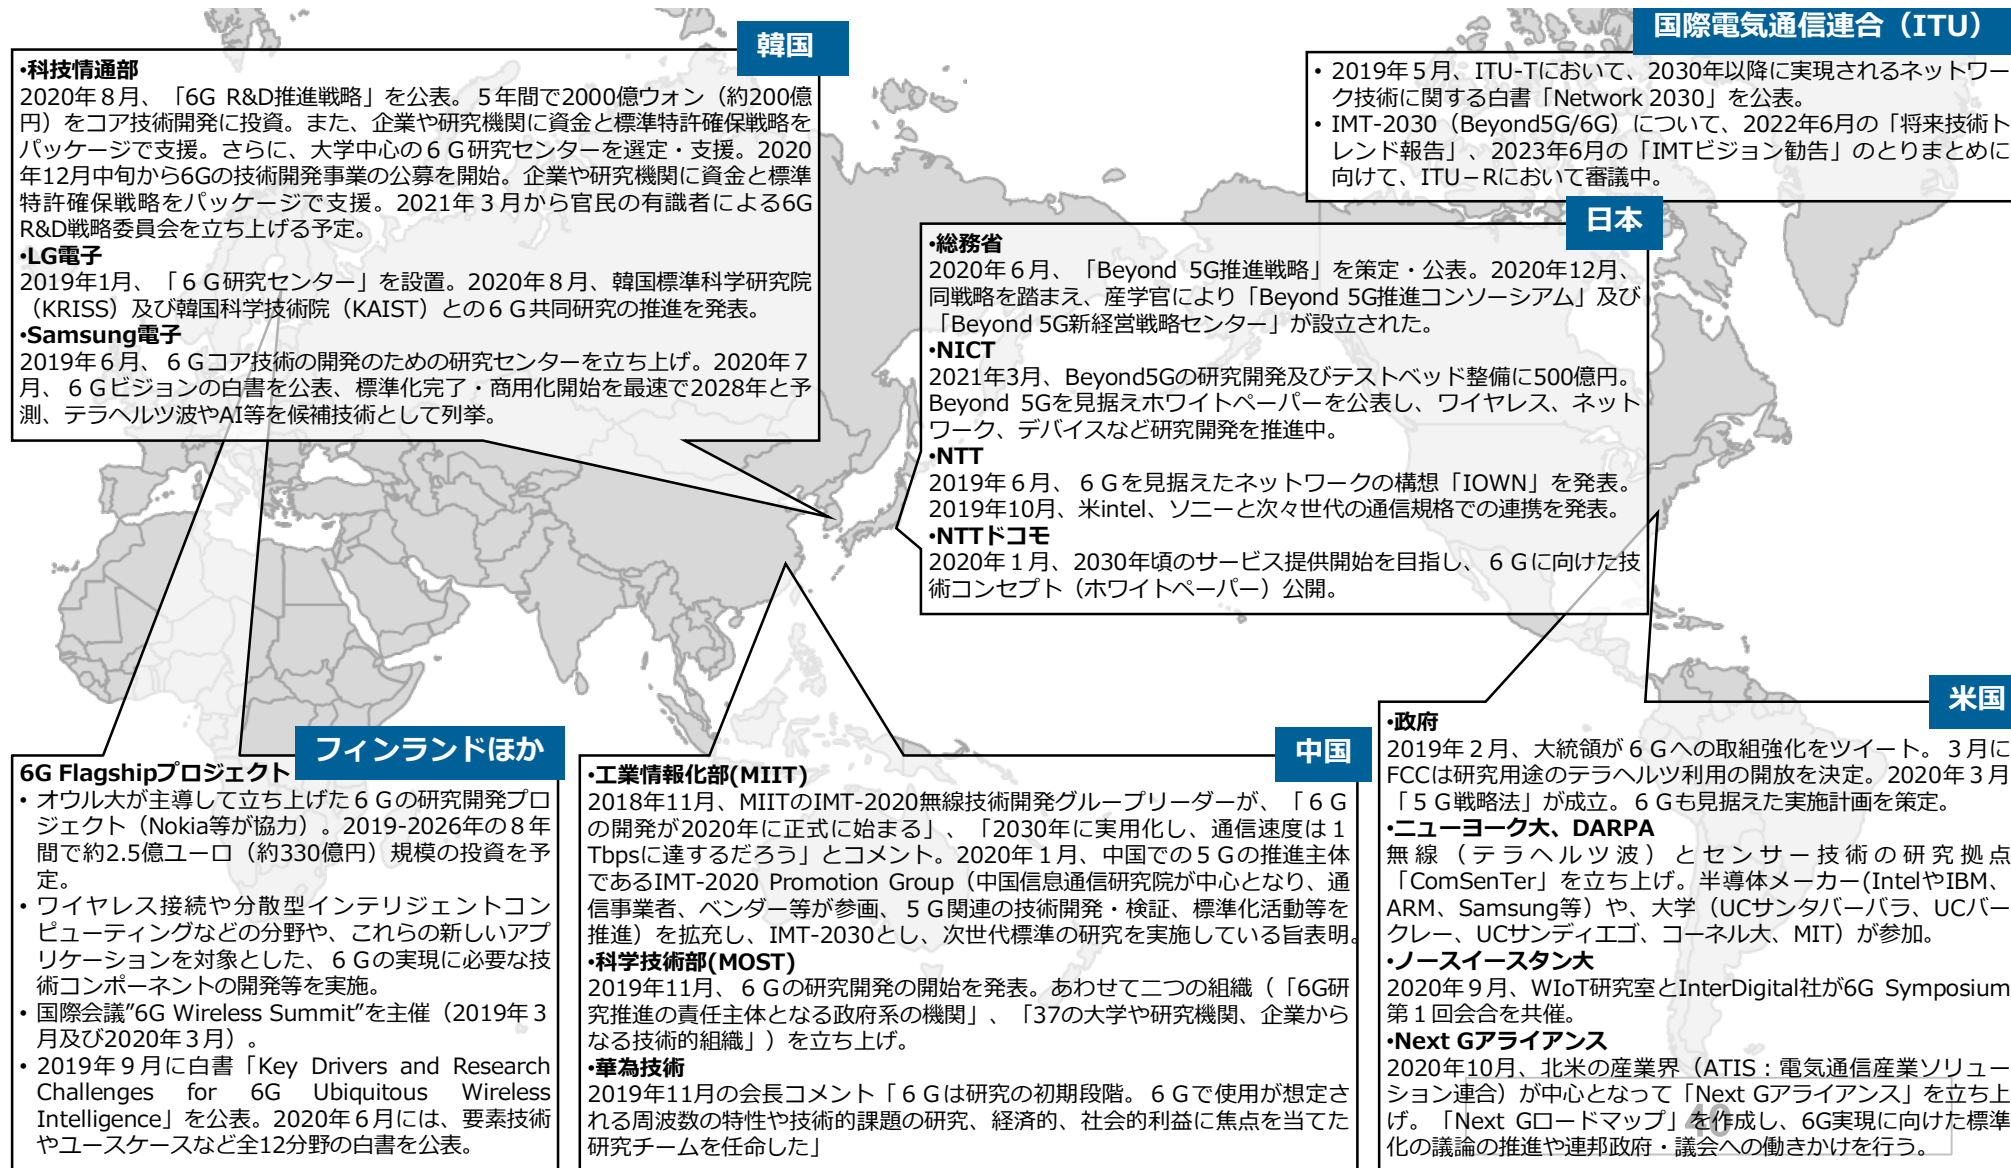 韓国
•科技情通部
2020年８月、「6G R&D推進戦略」を公表。５年間で2000億ウォン（約200億
円）をコア技術開発に投資。また、企業や研究機関に資金と標準特許確保戦略を
パッケージで支援。さらに、大学中心の６Ｇ研究センターを選定・支援。2020
年12月中旬から6Gの技術開発事業の公募を開始。企業や研究機関に資金と標準
特許確保戦略をパッケージで支援。2021年３月から官民の有識者による6G
R&D戦略委員会を立ち上げる予定。
•LG電子
2019年1月、「６Ｇ研究センター」を設置。2020年８月、韓国標準科学研究院
（KRISS）及び韓国科学技術院（KAIST）との６Ｇ共同研究の推進を発表。
•Samsung電子
2019年６月、６Ｇコア技術の開発のための研究センターを立ち上げ。2020年７
月、６Ｇビジョンの白書を公表、標準化完了・商用化開始を最速で2028年と予
測、テラヘルツ波やAI等を候補技術として列挙。
国際電気通信連合（ITU）
• 2019年５月、ITU-Tにおいて、2030年以降に実現されるネットワー
ク技術に関する白書「Network 2030」を公表。
• IMT-2030（Beyond5G/6G）について、2022年6月の「将来技術ト
レンド報告」、2023年6月の「IMTビジョン勧告」のとりまとめに
向けて、ITU－Rにおいて審議中。
日本
•総務省
2020年６月、「Beyond 5G推進戦略」を策定・公表。2020年12月、
同戦略を踏まえ、産学官により「Beyond 5G推進コンソーシアム」及び
「Beyond 5G新経営戦略センター」が設立された。
•NICT
2021年3月、Beyond5Gの研究開発及びテストベッド整備に500億円。
Beyond 5Gを見据えホワイトペーパーを公表し、ワイヤレス、ネット
ワーク、デバイスなど研究開発を推進中。
•NTT
2019年６月、６Ｇを見据えたネットワークの構想「IOWN」を発表。
2019年10月、米intel、ソニーと次々世代の通信規格での連携を発表。
•NTTドコモ
2020年１月、2030年頃のサービス提供開始を目指し、６Ｇに向けた技
術コンセプト（ホワイトペーパー）公開。
フィンランドほか
6G Flagshipプロジェクト
• オウル大が主導して立ち上げた６Ｇの研究開発プロ
ジェクト（Nokia等が協力）。2019-2026年の８年
間で約2.5億ユーロ（約330億円）規模の投資を予
定。
• ワイヤレス接続や分散型インテリジェントコン
ピューティングなどの分野や、これらの新しいアプ
リケーションを対象とした、６Ｇの実現に必要な技
術コンポーネントの開発等を実施。
• 国際会議”6G Wireless Summit”を主催（2019年３
月及び2020年３月）。
• 2019年９月に白書「Key Drivers and Research
Challenges for 6G Ubiquitous Wireless
Intelligence」を公表。2020年６月には、要素技術
やユースケースなど全12分野の白書を公表。
中国
•工業情報化部(MIIT)
2018年11月、MIITのIMT-2020無線技術開発グループリーダーが、「６Ｇ
の開発が2020年に正式に始まる」、「2030年に実用化し、通信速度は１
Tbpsに達するだろう」とコメント。2020年１月、中国での５Ｇの推進主体
であるIMT-2020 Promotion Group（中国信息通信研究院が中心となり、通
信事業者、ベンダー等が参画、５Ｇ関連の技術開発・検証、標準化活動等を
推進）を拡充し、IMT-2030とし、次世代標準の研究を実施している旨表明。
•科学技術部(MOST)
2019年11月、６Ｇの研究開発の開始を発表。あわせて二つの組織（「6G研
究推進の責任主体となる政府系の機関」、「37の大学や研究機関、企業から
なる技術的組織」）を立ち上げ。
•華為技術
2019年11月の会長コメント「６Ｇは研究の初期段階。６Ｇで使用が想定さ
れる周波数の特性や技術的課題の研究、経済的、社会的利益に焦点を当てた
研究チームを任命した」
米国
•政府
2019年２月、大統領が６Ｇへの取組強化をツイート。３月に
FCCは研究用途のテラヘルツ利用の開放を決定。2020年３月
「５Ｇ戦略法」が成立。６Ｇも見据えた実施計画を策定。
•ニューヨーク大、DARPA
無線（テラヘルツ波）とセンサー技術の研究拠点
「ComSenTer」を立ち上げ。半導体メーカー(IntelやIBM、
ARM、Samsung等）や、大学（UCサンタバーバラ、UCバー
クレー、UCサンディエゴ、コーネル大、MIT）が参加。
•ノースイースタン大
2020年９月、WIoT研究室とInterDigital社が6G Symposium
第１回会合を共催。
•Next Gアライアンス
2020年10月、北米の産業界（ATIS：電気通信産業ソリュー
ション連合）が中心となって「Next Gアライアンス」を立ち上
げ。「Next Gロードマップ」を作成し、6G実現に向けた標準
化の議論の推進や連邦政府・議会への働きかけを行う。
40